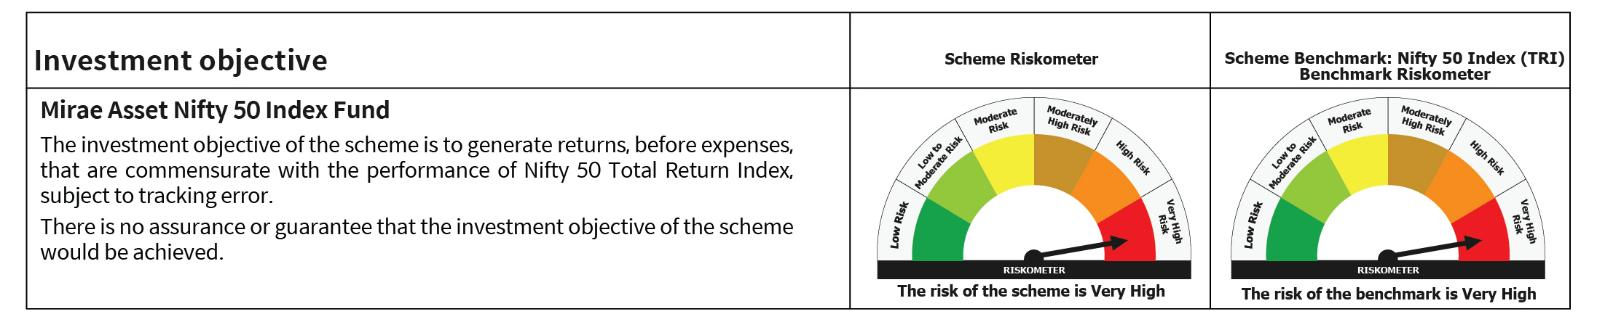 Investment objective
Scheme Riskometer
Scheme Benchmark: Nifty 50 Index (TRI)
Benchmark Riskometer
Mirae Asset Nifty 50 Index Fund
The investment objective of the scheme is to generate returns, before expenses,
that are commensurate with the performance of Nifty 50 Total Return Index,
subject to tracking error.
There is no assurance or guarantee that the investment objective of the scheme
would be achieved.
Low Risk
Low to
Moderate Risk
Moderate
Risk
Moderately
High Risk
High Risk
Very High
Risk
RISKOMETER
The risk of the scheme is Very High
Low Risk
Low to
Moderate Risk
Moderate
Risk
Moderately
High Risk
High Risk
Very High
Risk
RISKOMETER
The risk of the benchmark is Very High